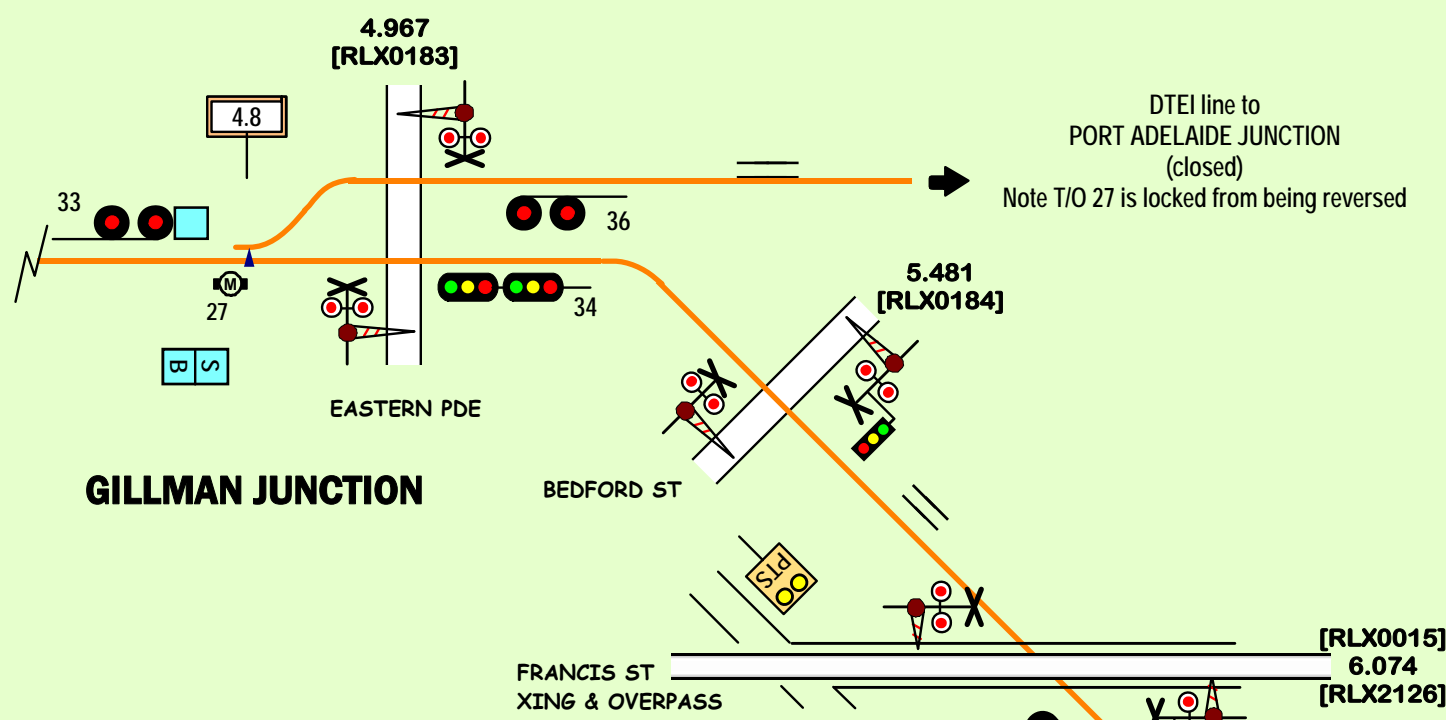 4.967
[RLX0183]
4.8
DTEI line to
PORT ADELAIDE JUNCTION
(closed)
Note T/O 27 is locked from being reversed
33
36
M
27
34
5.481
[RLX0184]
B S
EASTERN PDE
GILLMAN JUNCTION
BEDFORD ST
PTS
FRANCIS ST
XING & OVERPASS
[RLX0015]
6.074
[RLX2126]